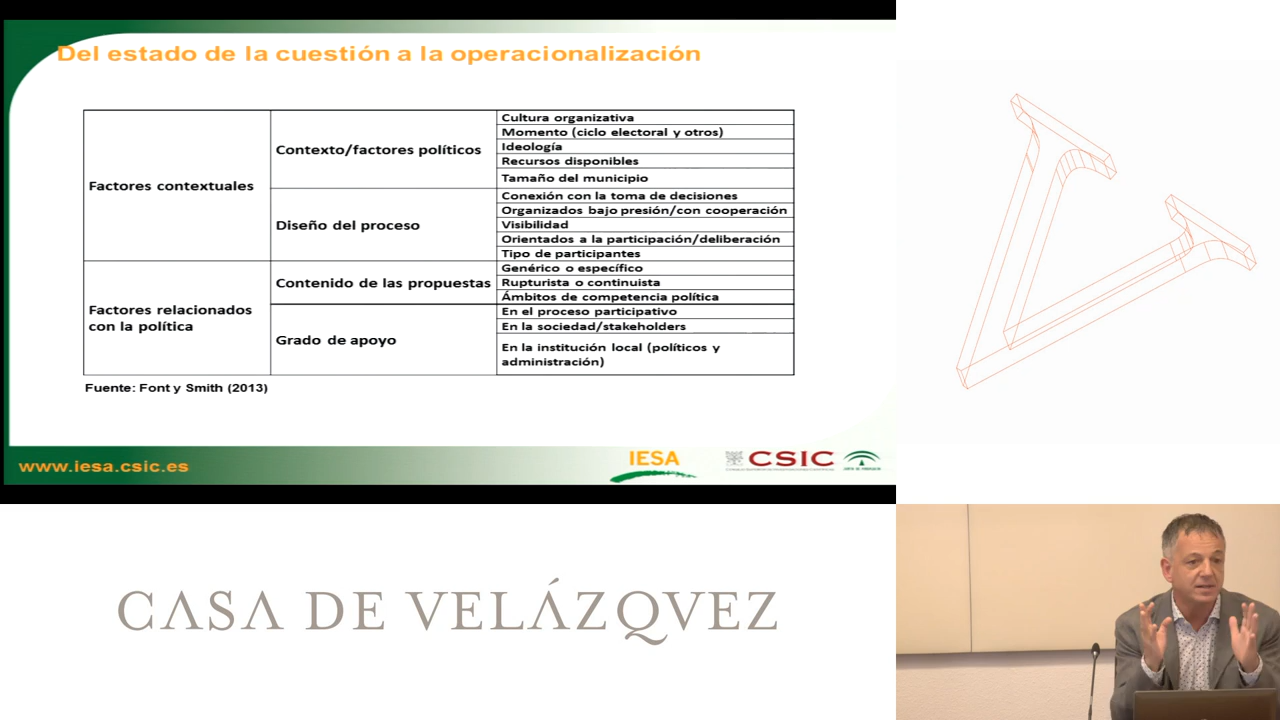 Del estado de la cuestión a la operacionalización
Factores contextuales
Contexto/factores políticos
Cultura organizativa
Momento (ciclo electoral y otros)
Ideología
Recursos disponibles
Tamaño del municipio
Diseño del proceso
Conexión con la toma de decisiones
Organizados bajo presión/con cooperación
Visibilidad
Orientados a la participación/deliberación
Tipo de participantes
Factores relacionados
con la política
Contenido de las propuestas
Genérico o específico
Rupturista o continuista
Ámbitos de competencia política
Grado de apoyo
En el proceso participativo
En la sociedad/stakeholders
En la institución local (políticos y
administración)
Fuente: Font y Smith (2013)
www.iesa.csic.es
IESA
CSIC
CASA DE VELÁZQVEZ